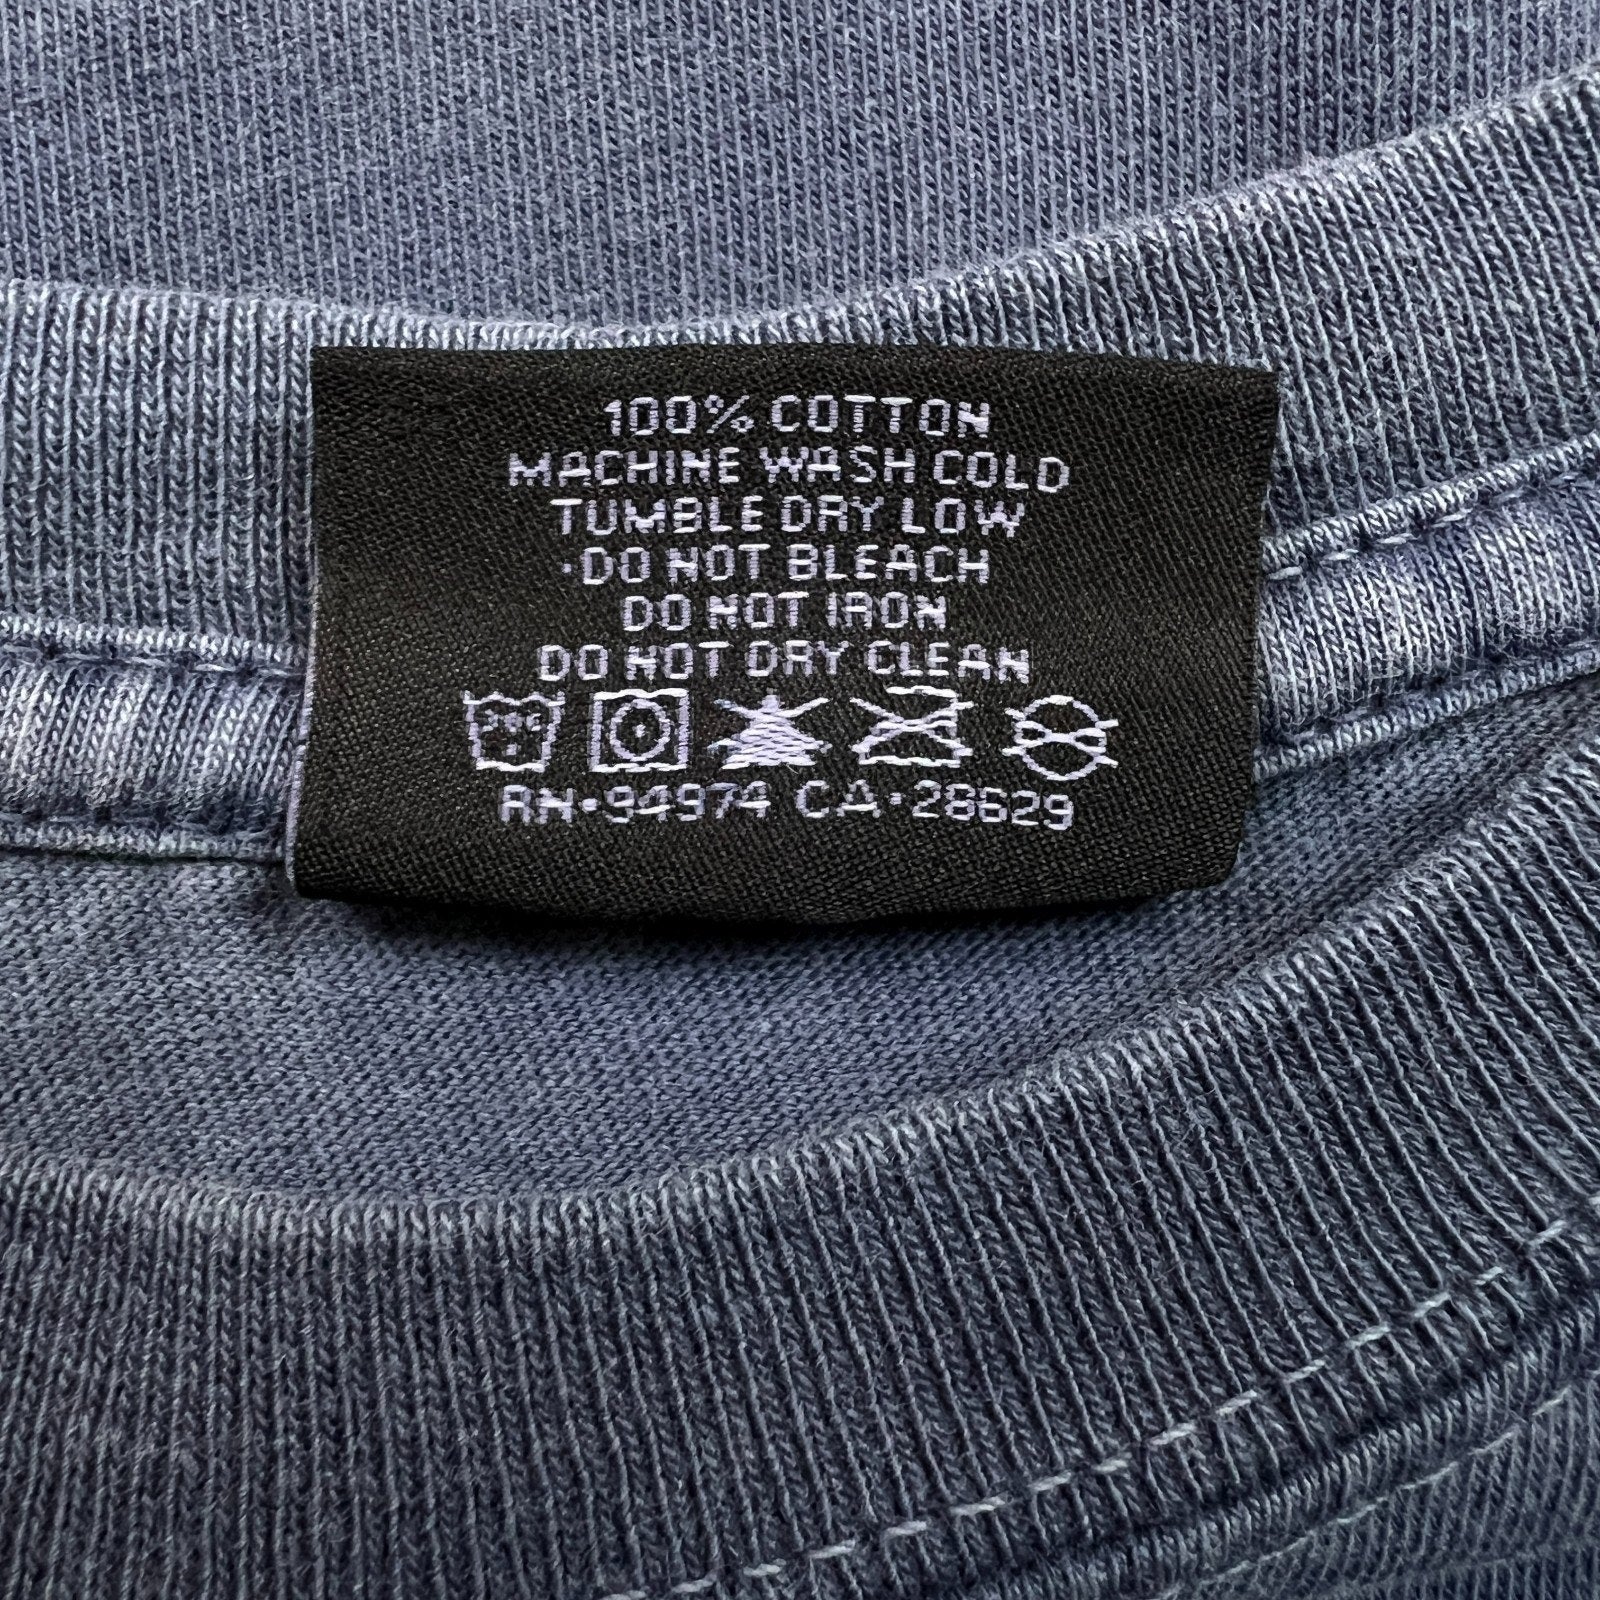 100% COTTON
MACHINE WASH COLD
TUMBLE DRY LOW
·DO NOT BLEACH
DO NOT IRON
DO NOT DRY CLEAN
30C
RN·94974 CA·28629